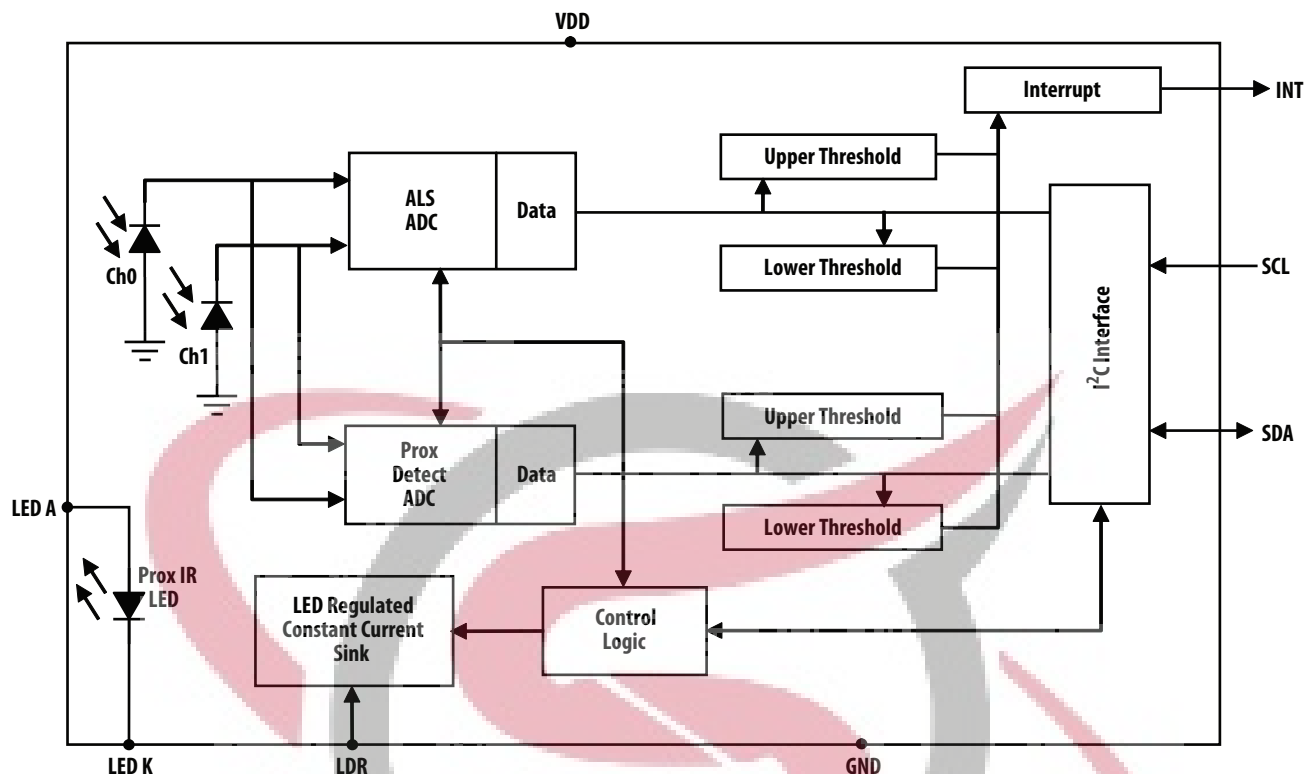 VDD
Interrupt
INT
Upper Threshold
ALS
ADC
Data
Ch0
Lower Threshold
SCL
Ch1
I²C Interface
Upper Threshold
SDA
Prox
Detect
ADC
Data
LED A
Lower Threshold
Prox IR
LED
LED Regulated
Constant Current
Sink
Control
Logic
LED K
LDR
GND